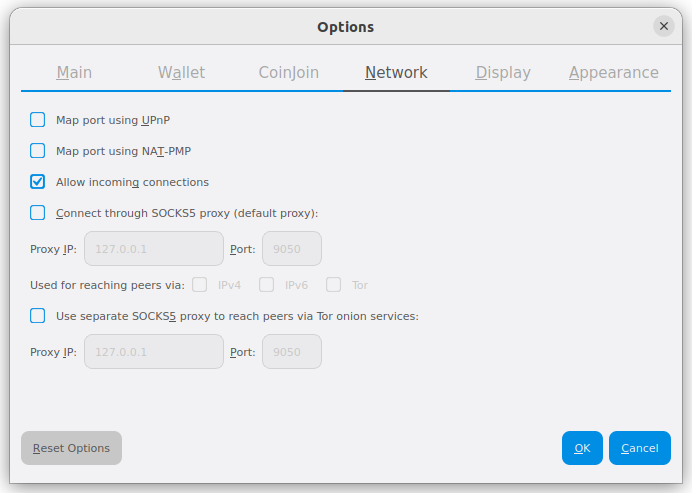 Options
Main Wallet CoinJoin Network Display Appearance
Map port using UPnP
Map port using NAT-PMP
Allow incoming connections
Connect through SOCKS5 proxy (default proxy):
Proxy IP: 127.0.0.1 Port: 9050
Used for reaching peers via: IPv4 IPv6 Tor
Use separate SOCKS5 proxy to reach peers via Tor onion services:
Proxy IP: 127.0.0.1 Port: 9050
Reset Options OK Cancel